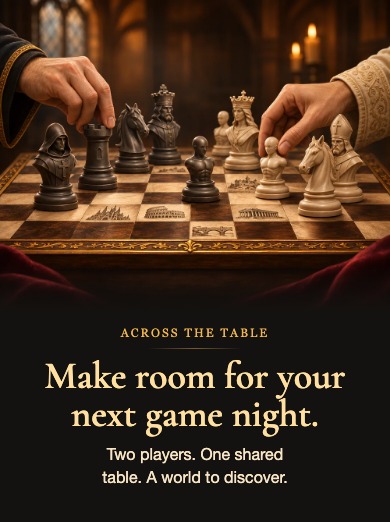 ACROSS THE TABLE
Make room for your
next game night.
Two players. One shared
table. A world to discover.